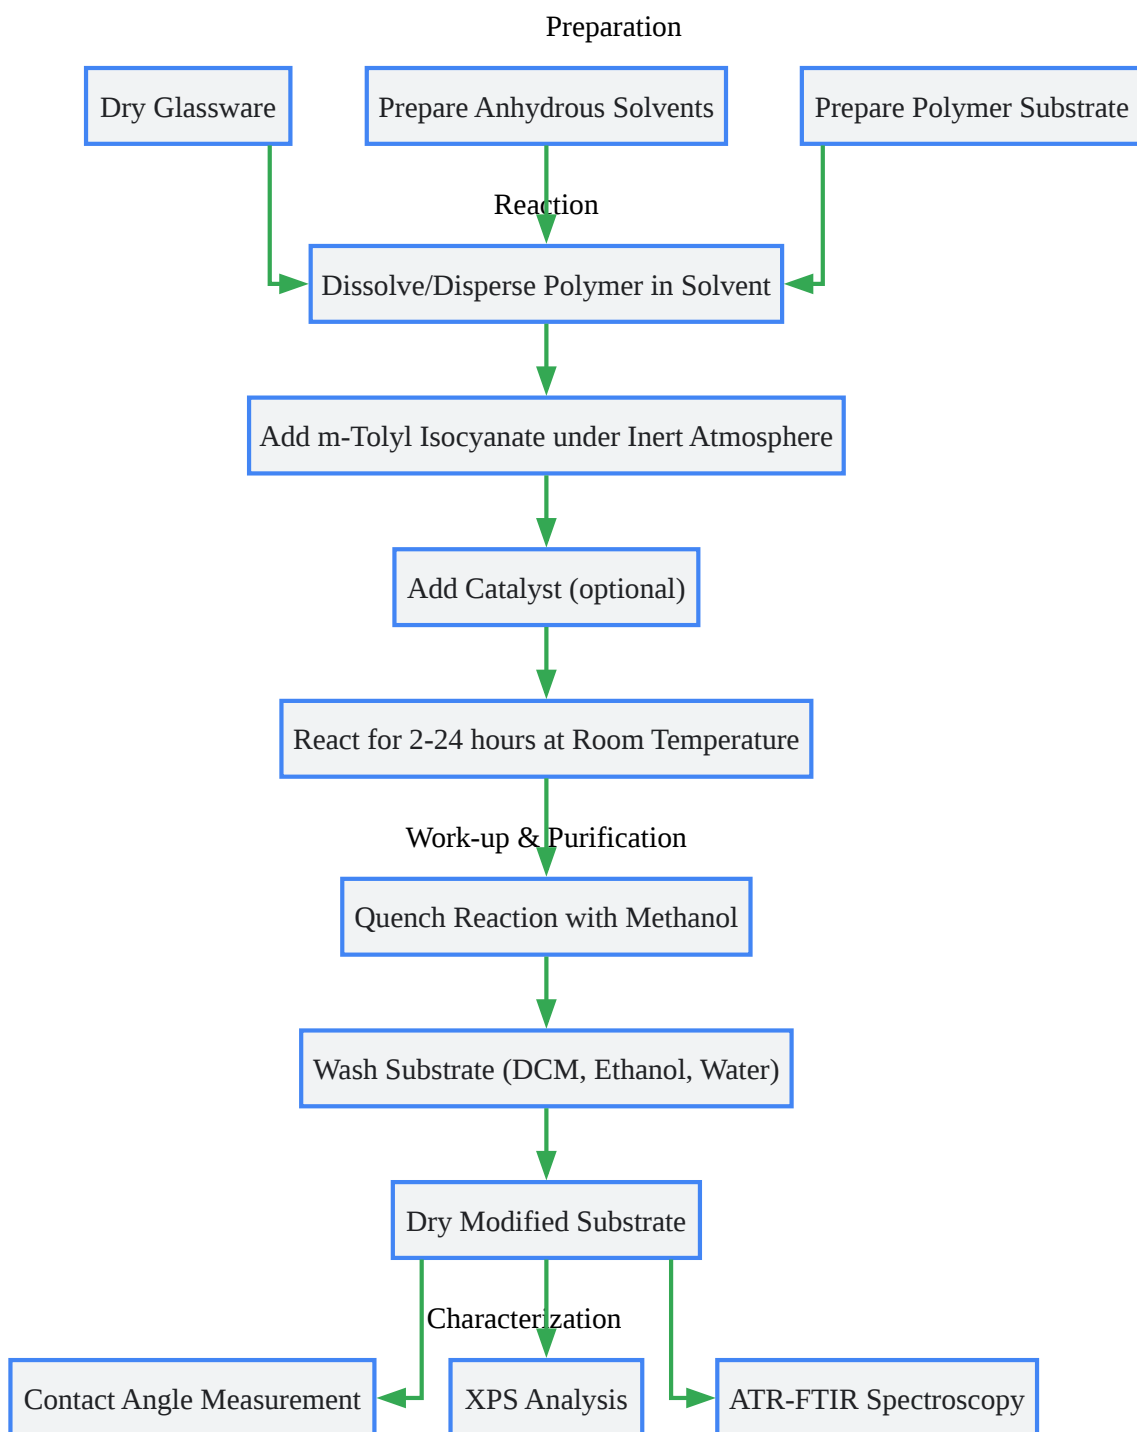 Preparation
Dry Glassware
Prepare Anhydrous Solvents
Prepare Polymer Substrate
Reaction
Dissolve/Disperse Polymer in Solvent
Add m-Tolyl Isocyanate under Inert Atmosphere
Add Catalyst (optional)
React for 2-24 hours at Room Temperature
Work-up & Purification
Quench Reaction with Methanol
Wash Substrate (DCM, Ethanol, Water)
Dry Modified Substrate
Characterization
Contact Angle Measurement
XPS Analysis
ATR-FTIR Spectroscopy